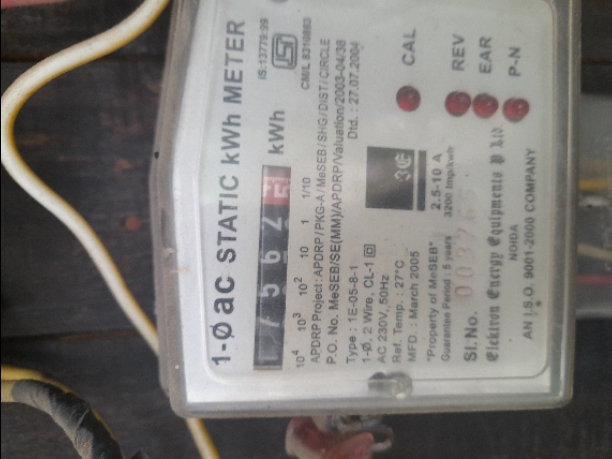 1-Ø ac STATIC kWh METER
IS:13779-99
CM/L 8310863
7562
kWh
10⁴ 10³ 10² 10 1 1/10
APDRP Project: APDRP/PKG-A/MeSEB/SHG/DIST/CIRCLE
P.O. No. MeSEB/SE(MM)/APDRP/Valuation/2003-04/38
Dtd. : 27.07.2004
Type : 1E-05-8-1
1-Ø, 2 Wire, CL-1
AC 230V, 50Hz
Ref. Temp. : 27°C
MFD. : March 2005
2.5-10 A
3200 Imp/kwh
"Property of MeSEB"
Guarantee Period : 5 years
CAL
REV
EAR
P-N
Sl. No.
Elektron Energy Equipments P Ltd.
NOIDA
AN I.S.O. 9001-2000 COMPANY